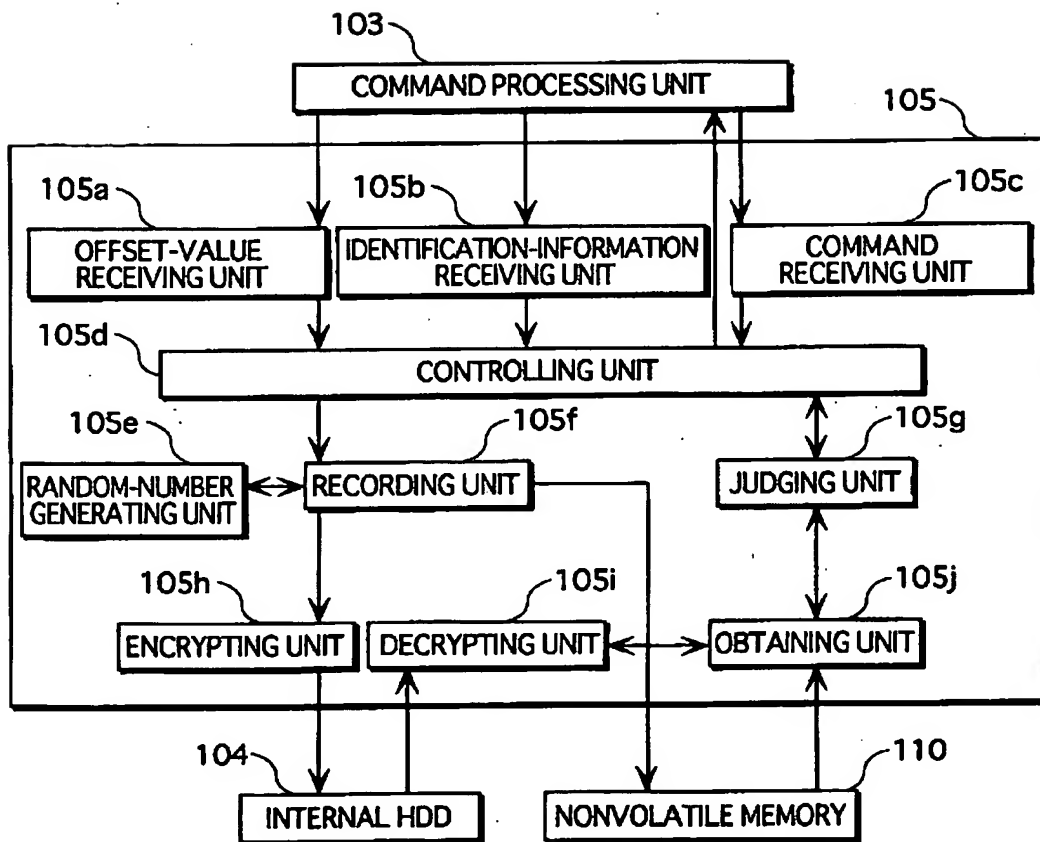 103
COMMAND PROCESSING UNIT
105
105a
105b
105c
OFFSET-VALUE
RECEIVING UNIT
IDENTIFICATION-INFORMATION
RECEIVING UNIT
COMMAND
RECEIVING UNIT
105d
CONTROLLING UNIT
105e
105f
105g
RANDOM-NUMBER
GENERATING UNIT
RECORDING UNIT
JUDGING UNIT
105h
105i
105j
ENCRYPTING UNIT
DECRYPTING UNIT
OBTAINING UNIT
104
110
INTERNAL HDD
NONVOLATILE MEMORY